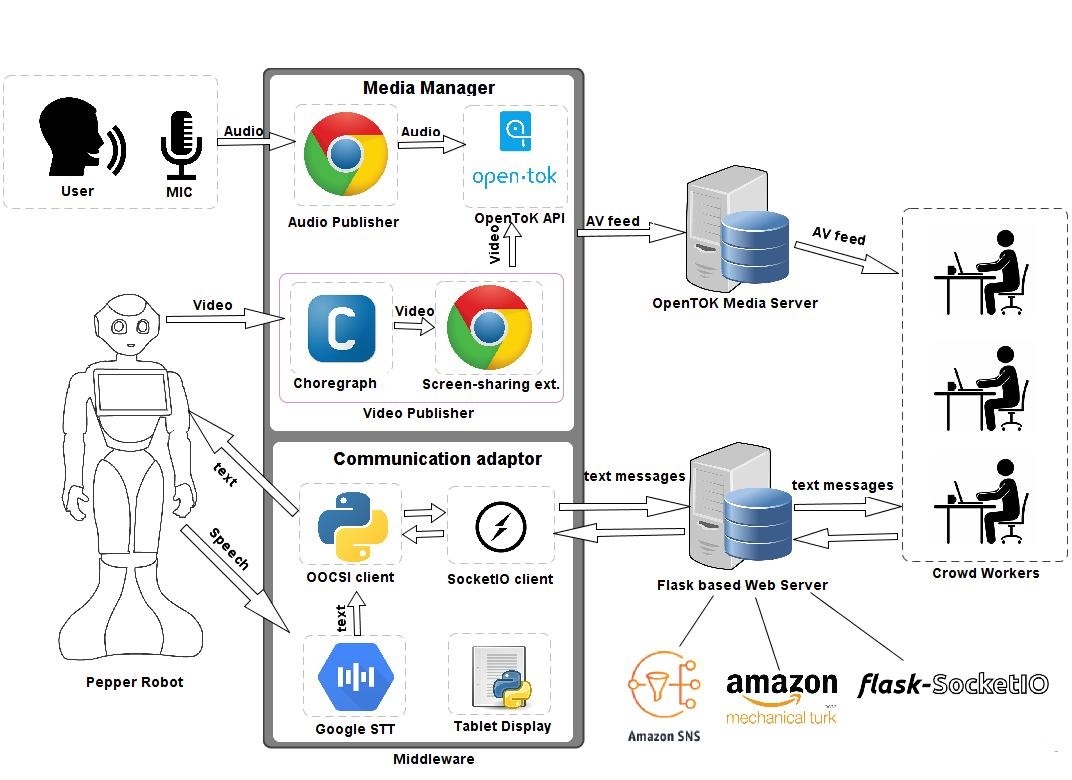 Media Manager
Audio
Audio
open·tok
User
MIC
Audio Publisher
OpenToK API
Video
AV feed
AV feed
OpenTOK Media Server
Video
C
Video
Choregraph
Screen-sharing ext.
Video Publisher
Communication adaptor
text
text messages
text messages
Speech
OOCSI client
SocketIO client
Flask based Web Server
Crowd Workers
text
Pepper Robot
Google STT
Tablet Display
Middleware
Amazon SNS
amazon
mechanical turk
flask-SocketIO